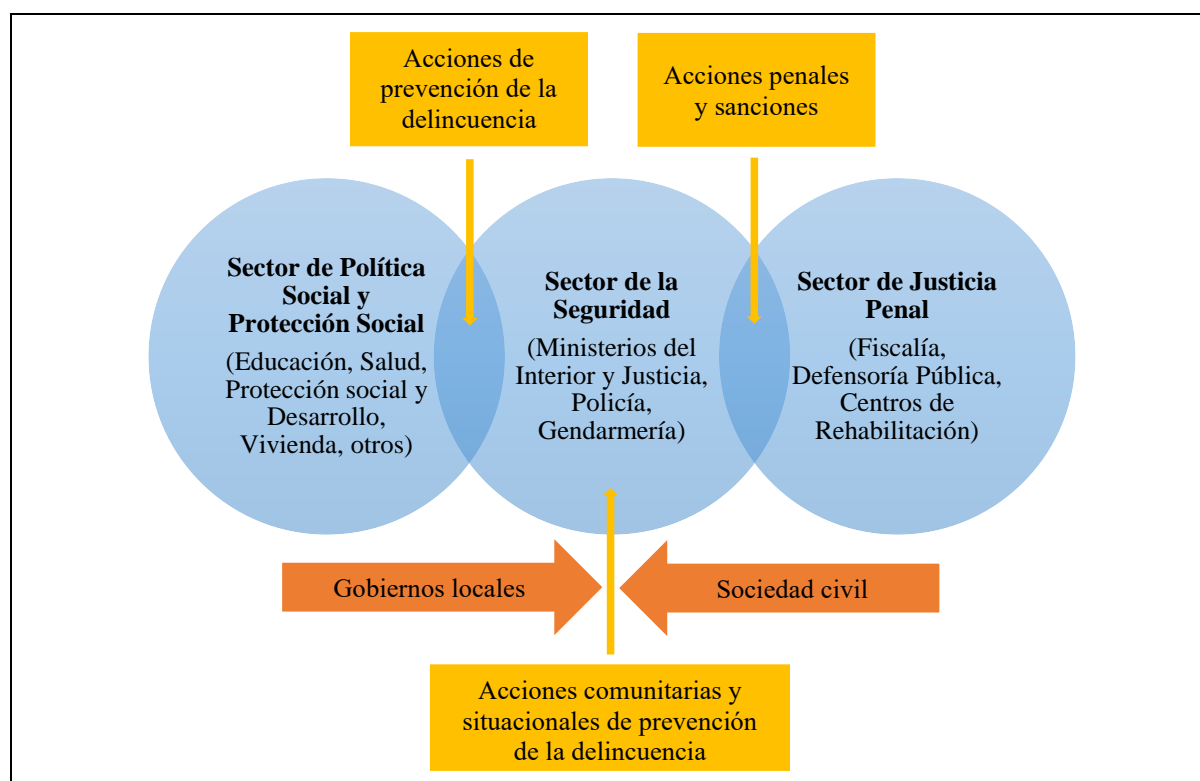 Acciones de
prevención de la
delincuencia
Acciones penales
y sanciones
Sector de Política
Social y
Protección Social
(Educación, Salud,
Protección social y
Desarrollo,
Vivienda, otros)
Sector de la
Seguridad
(Ministerios del
Interior y Justicia,
Policía,
Gendarmería)
Sector de Justicia
Penal
(Fiscalía,
Defensoría Pública,
Centros de
Rehabilitación)
Gobiernos locales
Sociedad civil
Acciones comunitarias y
situacionales de prevención
de la delincuencia